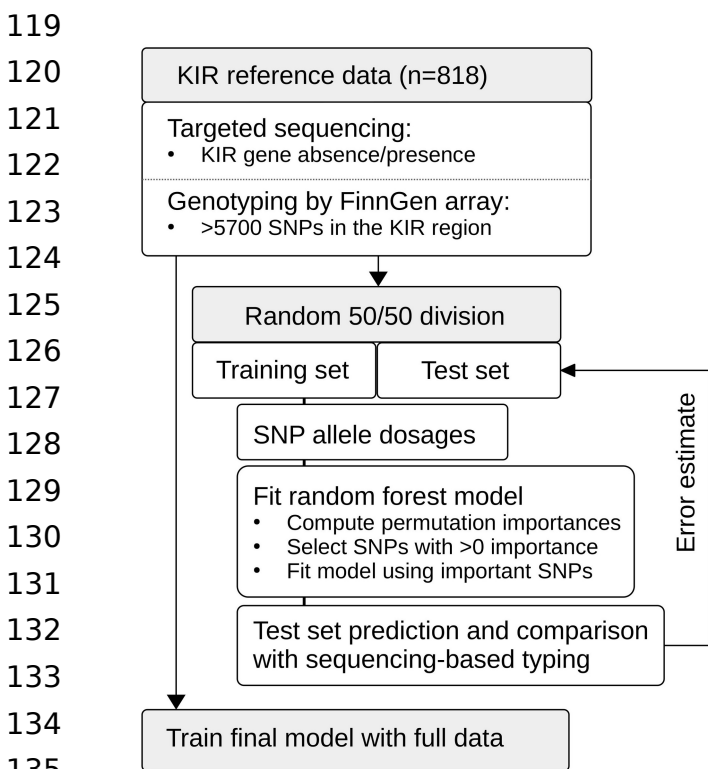 119
120
KIR reference data (n=818)
121
Targeted sequencing:
122
• KIR gene absence/presence
123
Genotyping by FinnGen array:
• >5700 SNPs in the KIR region
124
125
Random 50/50 division
126
Training set Test set
127
128
SNP allele dosages
Error estimate
129
Fit random forest model
• Compute permutation importances
130
• Select SNPs with >0 importance
131
• Fit model using important SNPs
132
Test set prediction and comparison
with sequencing-based typing
133
134
Train final model with full data
135